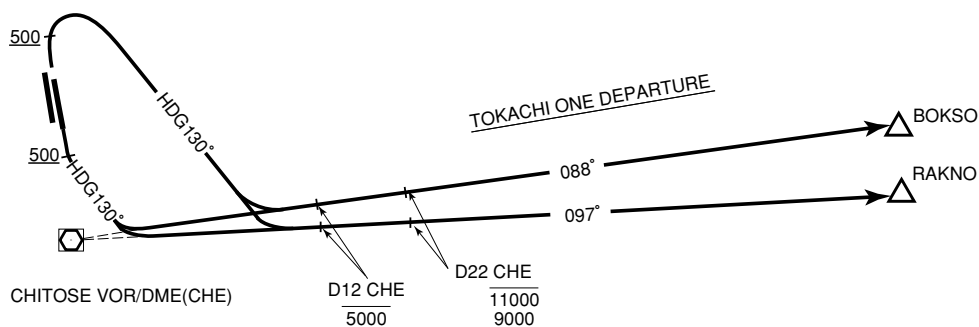 500
HDG130°
TOKACHI ONE DEPARTURE
BOKSO
500
HDG130°
088°
RAKNO
097°
CHITOSE VOR/DME(CHE)
D12 CHE
5000
D22 CHE
11000
9000